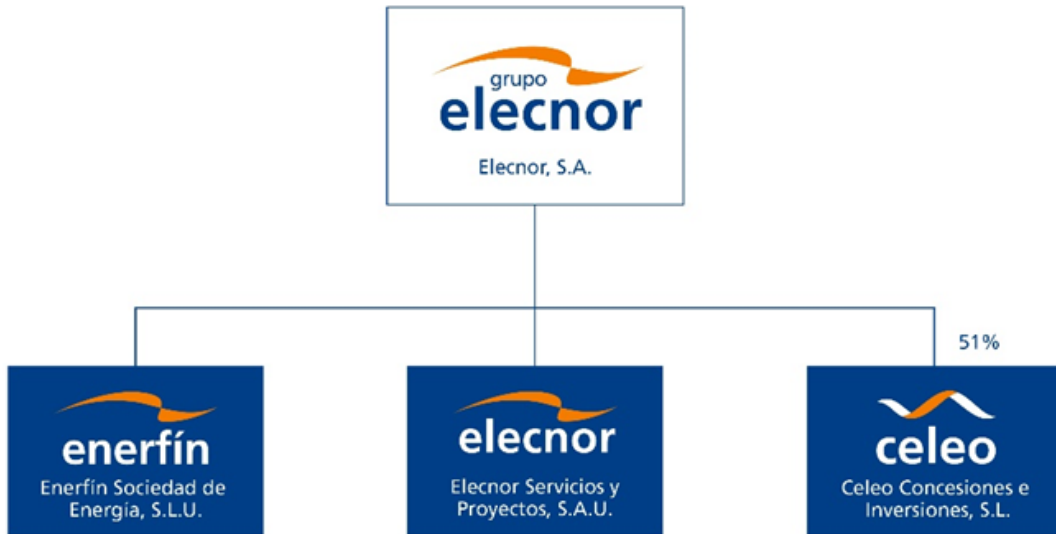 grupo
elecnor
Elecnor, S.A.
51%
enerfín
Enerfín Sociedad de
Energía, S.L.U.
elecnor
Elecnor Servicios y
Proyectos, S.A.U.
celeo
Celeo Concesiones e
Inversiones, S.L.